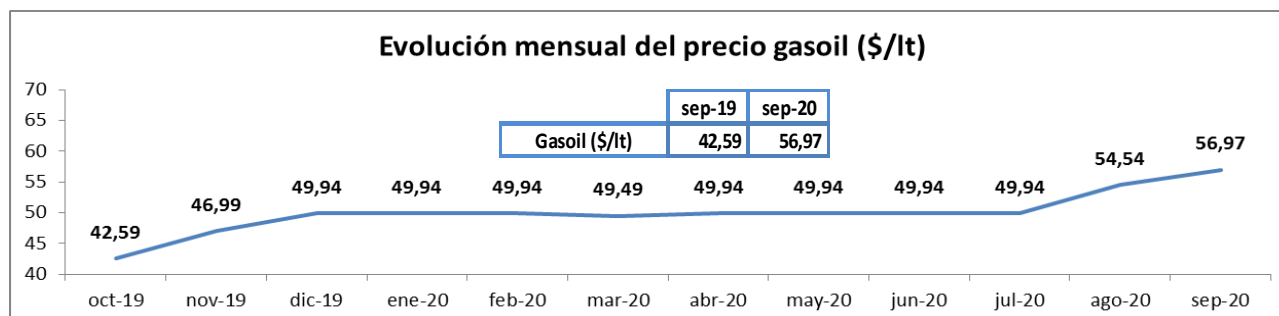 Evolución mensual del precio gasoil ($/lt)
70
65
60
55
50
45
40
sep-19 sep-20
Gasoil ($/lt) 42,59 56,97
42,59 46,99 49,94 49,94 49,94 49,49 49,94 49,94 49,94 49,94 54,54 56,97
oct-19 nov-19 dic-19 ene-20 feb-20 mar-20 abr-20 may-20 jun-20 jul-20 ago-20 sep-20